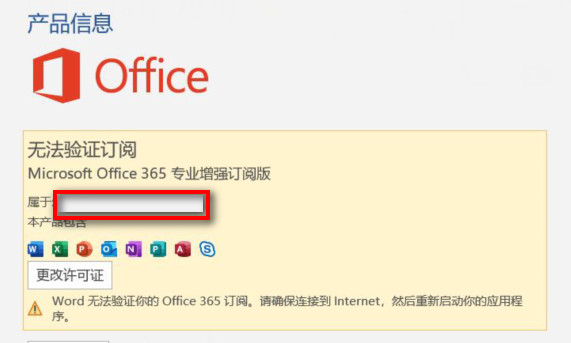 产品信息
Office
无法验证订阅
Microsoft Office 365 专业增强订阅版
属于
本产品包含
W X P O N P A S
更改许可证
Word 无法验证你的 Office 365 订阅。请确保连接到 Internet，然后重新启动你的应用程
序。